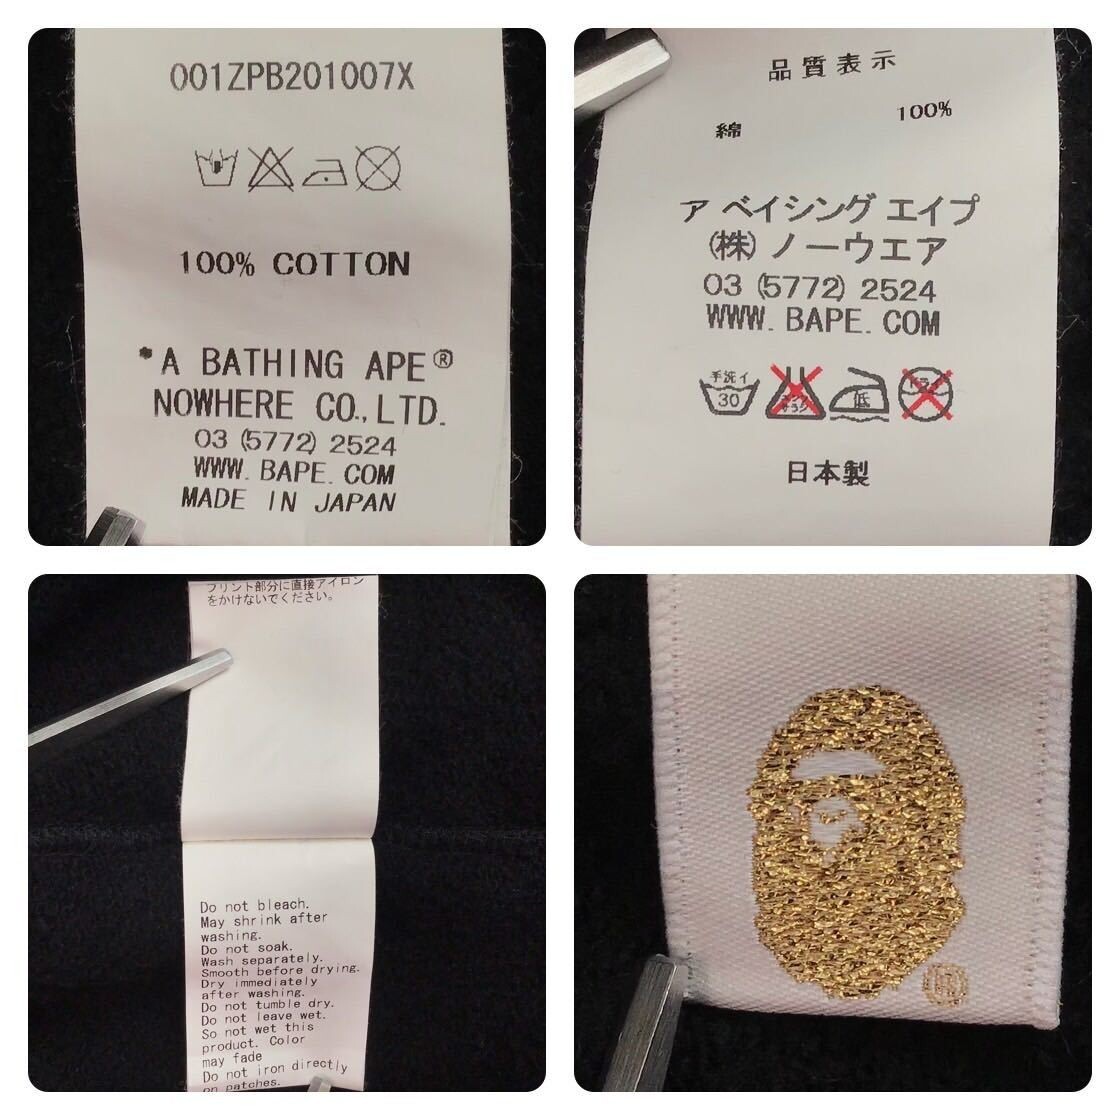 001ZPB201007X
100% COTTON
*A BATHING APE®
NOWHERE CO., LTD.
03 (5772) 2524
WWW. BAPE. COM
MADE IN JAPAN
品質表示
綿 100%
ア ベイシング エイプ
(株) ノーウエア
03 (5772) 2524
WWW. BAPE. COM
手洗イ
30
低
日本製
プリント部分に直接アイロン
をかけないでください。
Do not bleach.
May shrink after
washing.
Do not soak.
Wash separately.
Smooth before drying.
Dry immediately
after washing.
Do not tumble dry.
Do not leave wet.
So not wet this
product. Color
may fade
Do not iron directly
on patches.
®